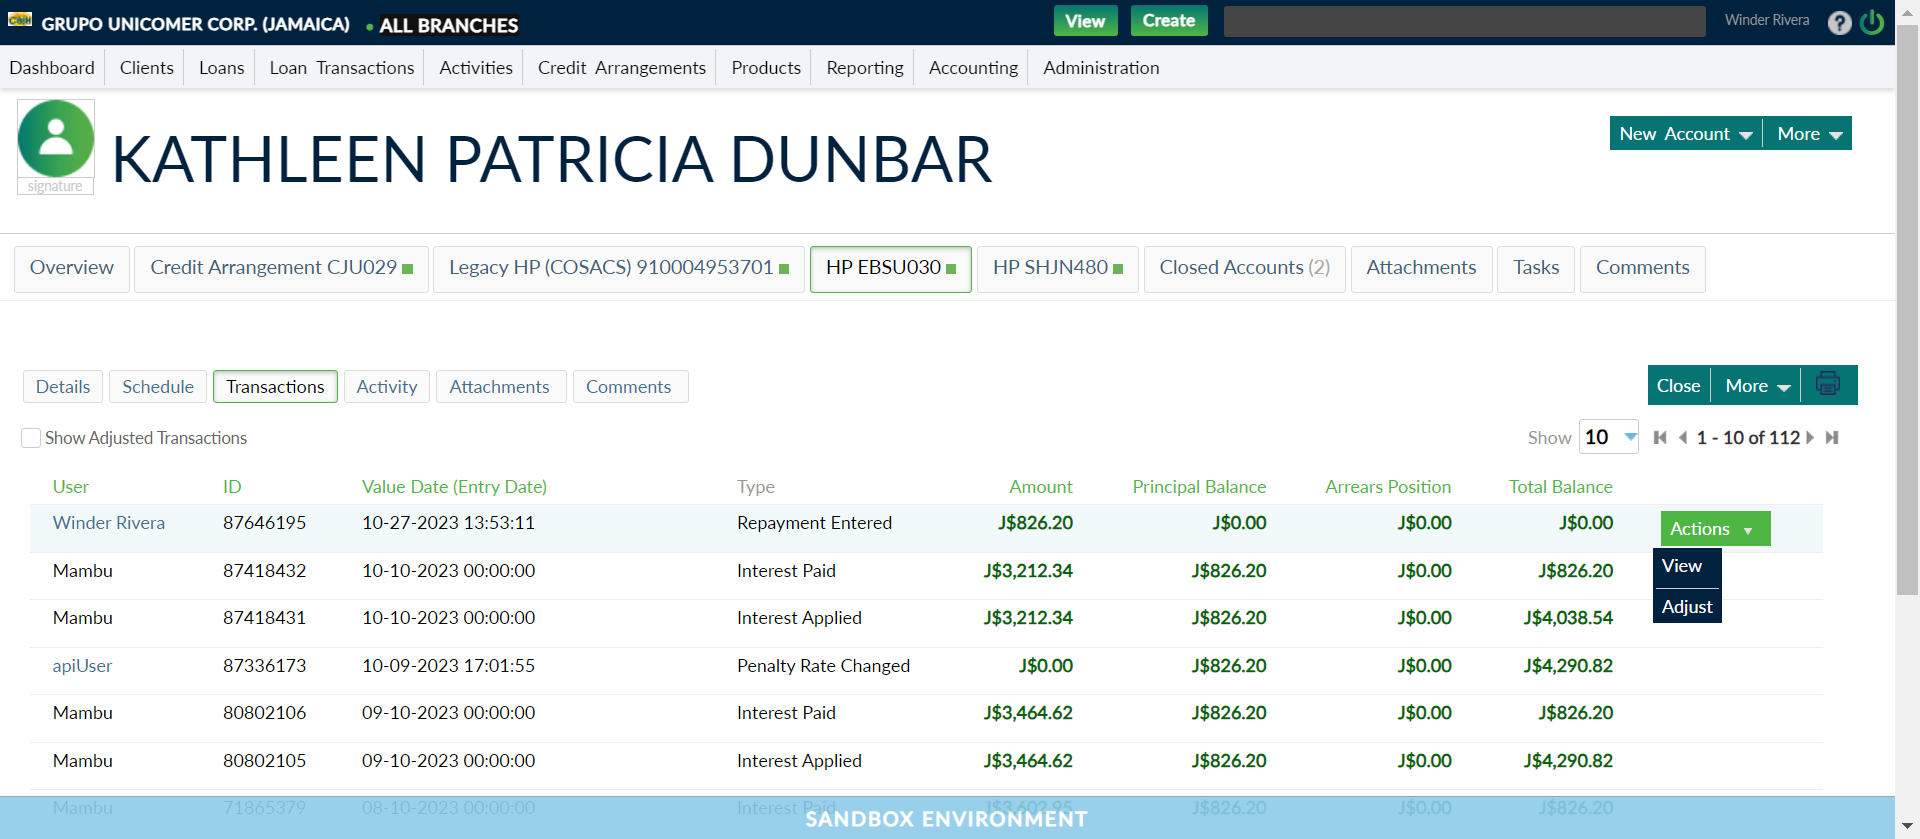 GRUPO UNICOMER CORP. (JAMAICA) • ALL BRANCHES View Create Winder Rivera ?
Dashboard Clients Loans Loan Transactions Activities Credit Arrangements Products Reporting Accounting Administration
signature
KATHLEEN PATRICIA DUNBAR
New Account More
Overview Credit Arrangement CJU029 Legacy HP (COSACS) 910004953701 HP EBSU030 HP SHJN480 Closed Accounts (2) Attachments Tasks Comments
Details Schedule Transactions Activity Attachments Comments Close More
Show Adjusted Transactions Show 10 1 - 10 of 112
User ID Value Date (Entry Date) Type Amount Principal Balance Arrears Position Total Balance
Winder Rivera 87646195 10-27-2023 13:53:11 Repayment Entered J$826.20 J$0.00 J$0.00 J$0.00 Actions
View
Mambu 87418432 10-10-2023 00:00:00 Interest Paid J$3,212.34 J$826.20 J$0.00 J$826.20
Adjust
Mambu 87418431 10-10-2023 00:00:00 Interest Applied J$3,212.34 J$826.20 J$0.00 J$4,038.54
apiUser 87336173 10-09-2023 17:01:55 Penalty Rate Changed J$0.00 J$826.20 J$0.00 J$4,290.82
Mambu 80802106 09-10-2023 00:00:00 Interest Paid J$3,464.62 J$826.20 J$0.00 J$826.20
Mambu 80802105 09-10-2023 00:00:00 Interest Applied J$3,464.62 J$826.20 J$0.00 J$4,290.82
Mambu 71865379 08-10-2023 00:00:00 Interest Paid J$3,602.95 J$826.20 J$0.00 J$826.20
SANDBOX ENVIRONMENT